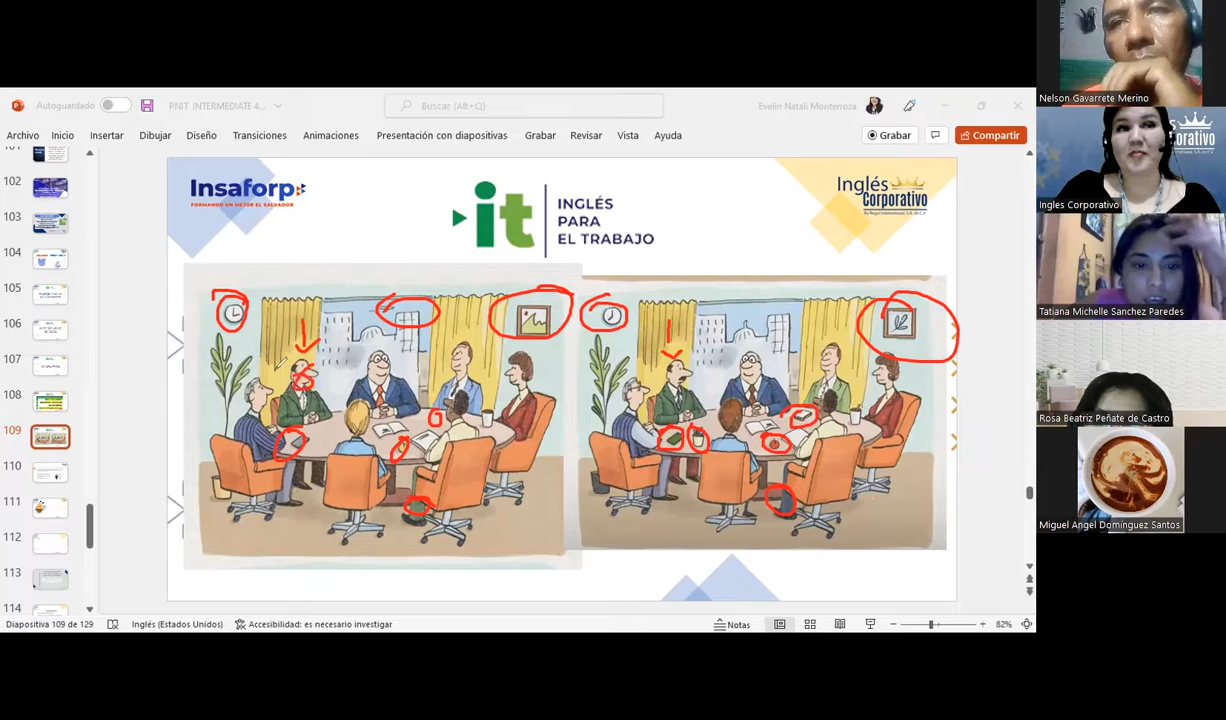 Autoguardado
PNIT INTERMEDIATE 4...
Buscar (Alt+Q)
Evelin Natali Monterroza
Archivo Inicio Insertar Dibujar Diseño Transiciones Animaciones Presentación con diapositivas Grabar Revisar Vista Ayuda
Grabar
Compartir
102
103
104
105
106
107
108
109
110
111
112
113
114
Insaforp
FORMANDO UN MEJOR EL SALVADOR
it
INGLÉS
PARA
EL TRABAJO
Inglés
Corporativo
Diapositiva 109 de 129
Inglés (Estados Unidos)
Accesibilidad: es necesario investigar
Notas
82%
Nelson Gavarrete Merino
orporativo
Ingles Corporativo
Tatiana Michelle Sanchez Paredes
Rosa Beatriz Peñate de Castro
Miguel Angel Domínguez Santos